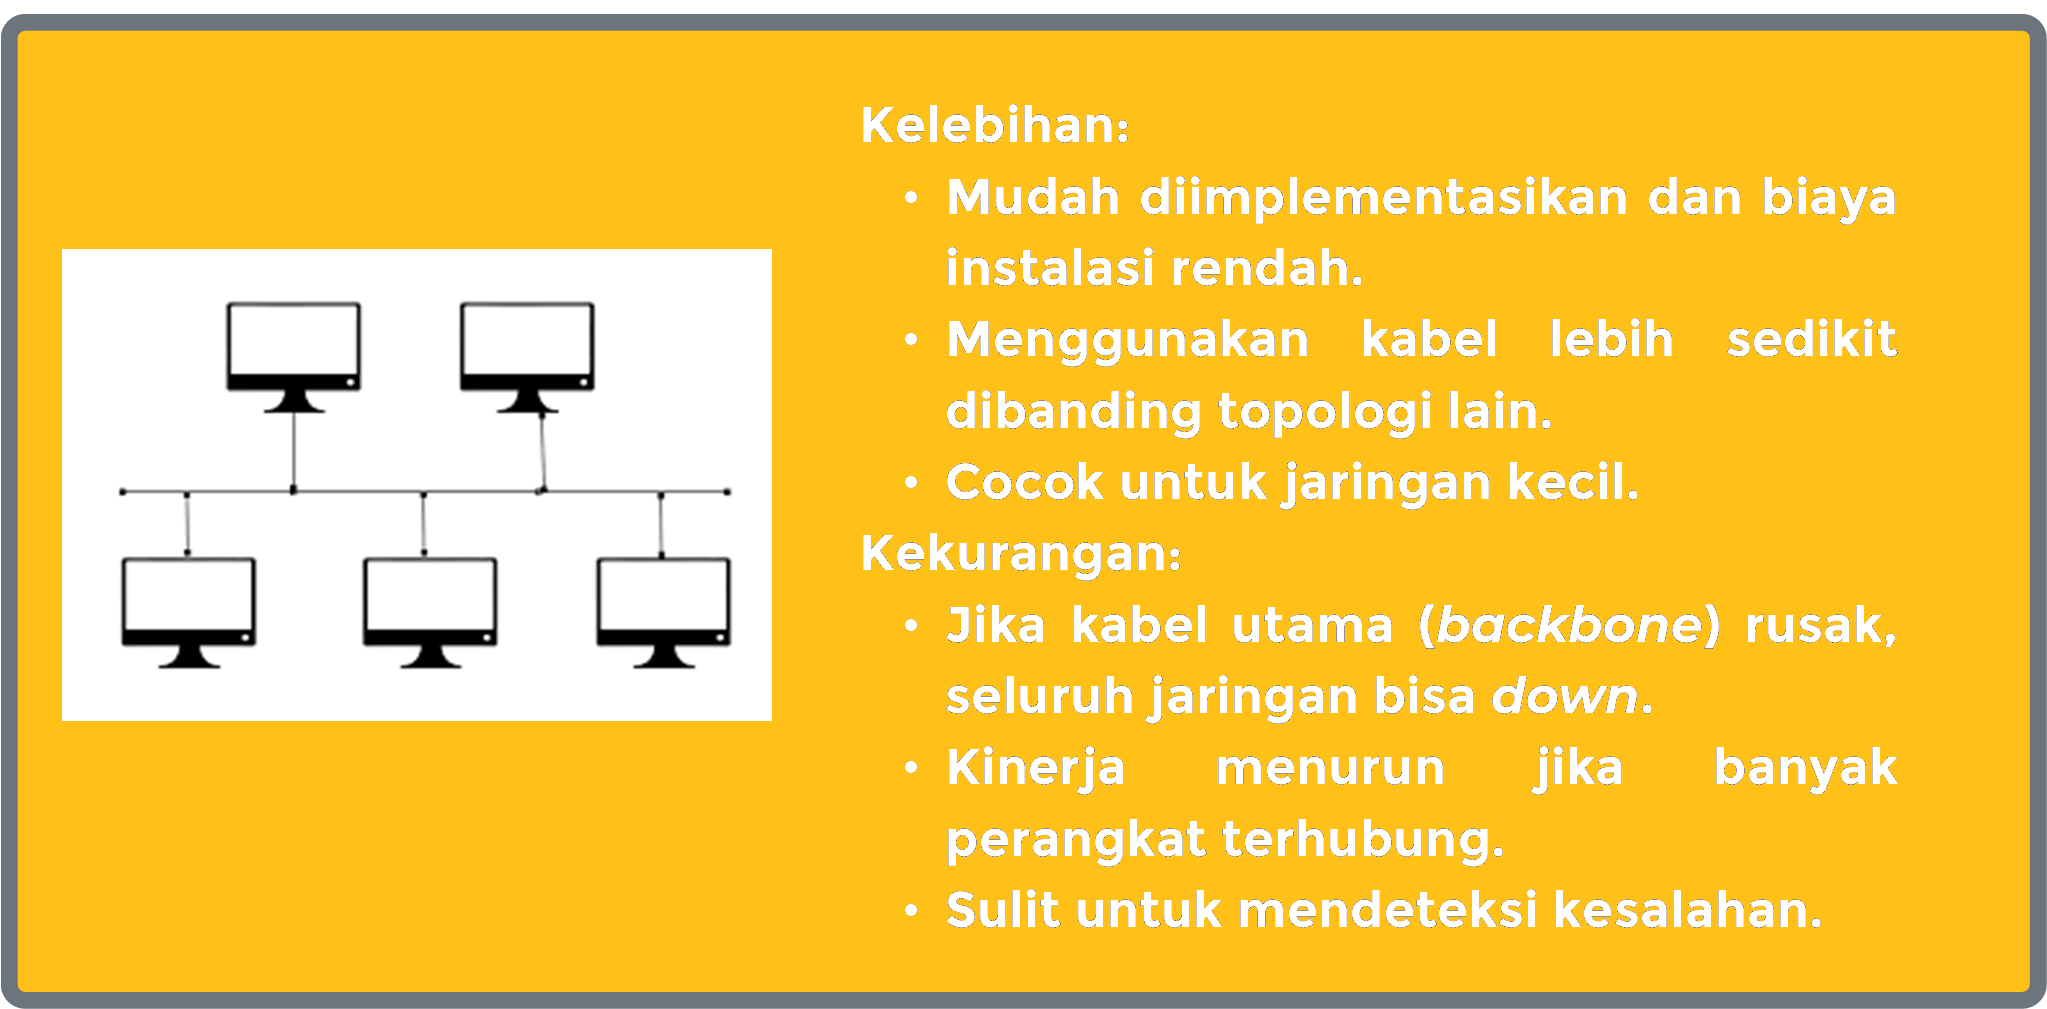 Kelebihan:
• Mudah diimplementasikan dan biaya
instalasi rendah.
• Menggunakan kabel lebih sedikit
dibanding topologi lain.
• Cocok untuk jaringan kecil.
Kekurangan:
• Jika kabel utama (backbone) rusak,
seluruh jaringan bisa down.
• Kinerja menurun jika banyak
perangkat terhubung.
• Sulit untuk mendeteksi kesalahan.